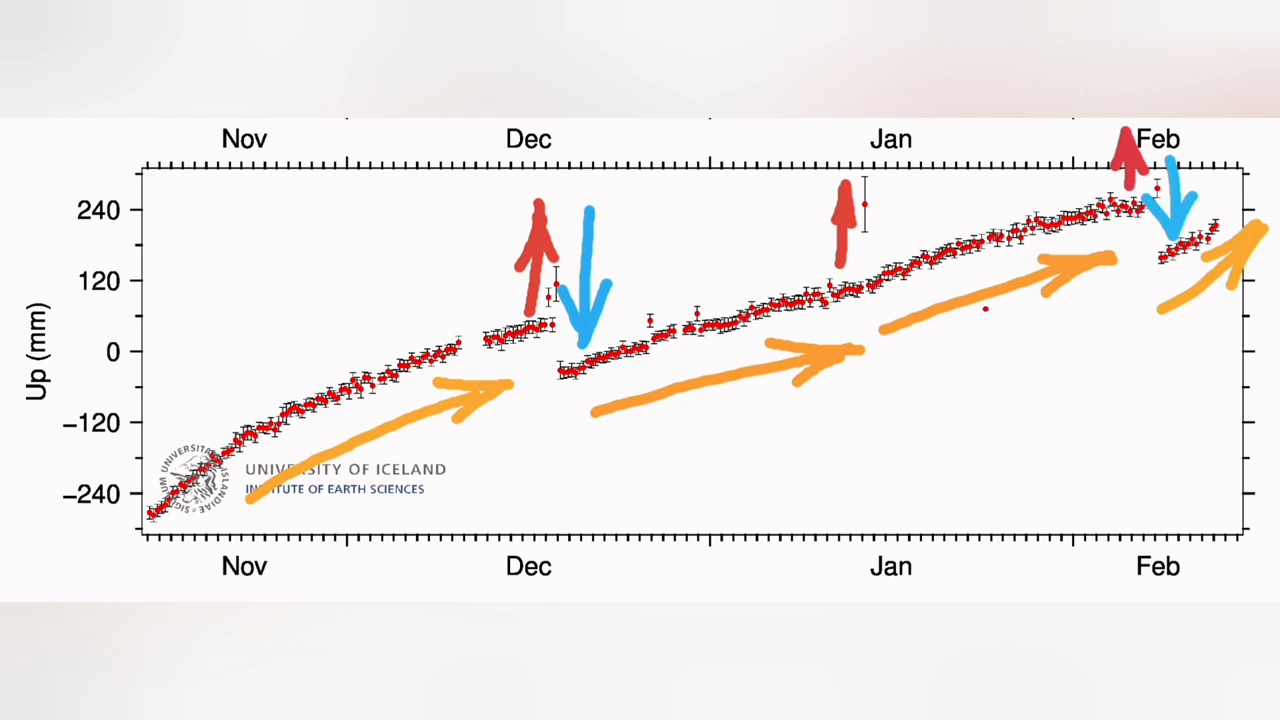 Nov Dec Jan Feb
240
120
0
−120
−240
Up (mm)
UNIVERSITY OF ICELAND
INSTITUTE OF EARTH SCIENCES
Nov Dec Jan Feb